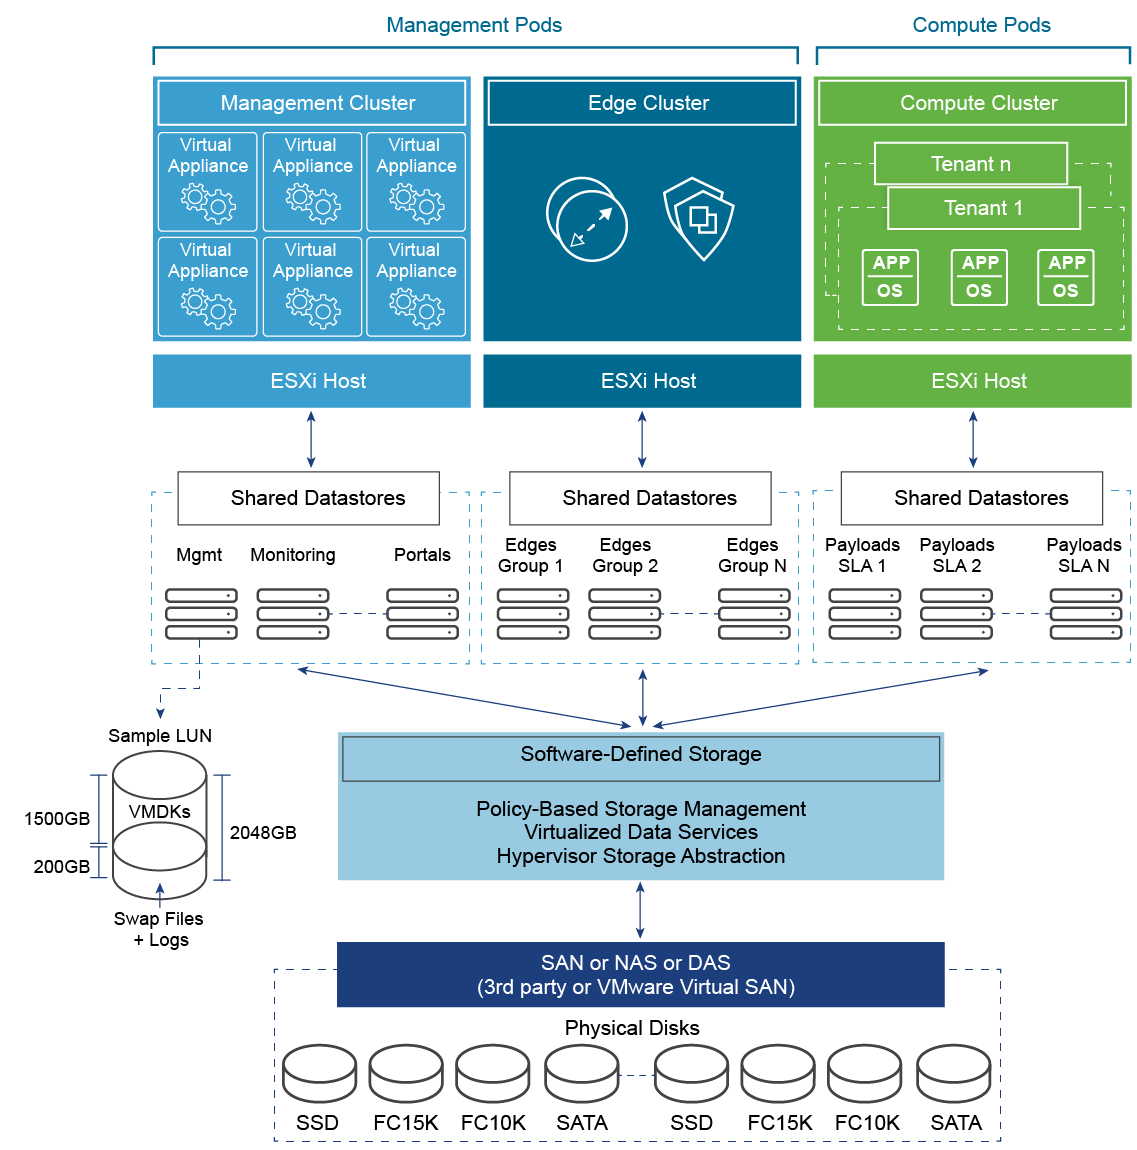 Management Pods
Compute Pods
Management Cluster
Edge Cluster
Compute Cluster
Virtual
Appliance
Virtual
Appliance
Virtual
Appliance
Virtual
Appliance
Virtual
Appliance
Virtual
Appliance
Tenant n
Tenant 1
APP
OS
APP
OS
APP
OS
ESXi Host
ESXi Host
ESXi Host
Shared Datastores
Shared Datastores
Shared Datastores
Mgmt
Monitoring
Portals
Edges
Group 1
Edges
Group 2
Edges
Group N
Payloads
SLA 1
Payloads
SLA 2
Payloads
SLA N
Sample LUN
VMDKs
1500GB
200GB
2048GB
Swap Files
+ Logs
Software-Defined Storage
Policy-Based Storage Management
Virtualized Data Services
Hypervisor Storage Abstraction
SAN or NAS or DAS
(3rd party or VMware Virtual SAN)
Physical Disks
SSD
FC15K
FC10K
SATA
SSD
FC15K
FC10K
SATA